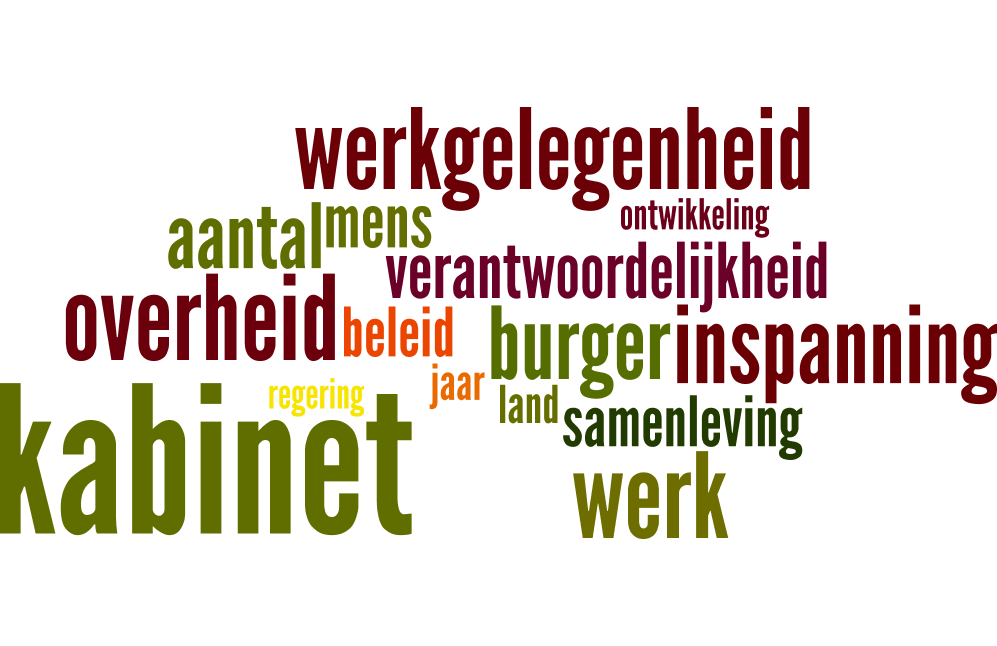 werkgelegenheid
aantal mens ontwikkeling
verantwoordelijkheid
overheid beleid burger inspanning
regering jaar land
kabinet samenleving
werk